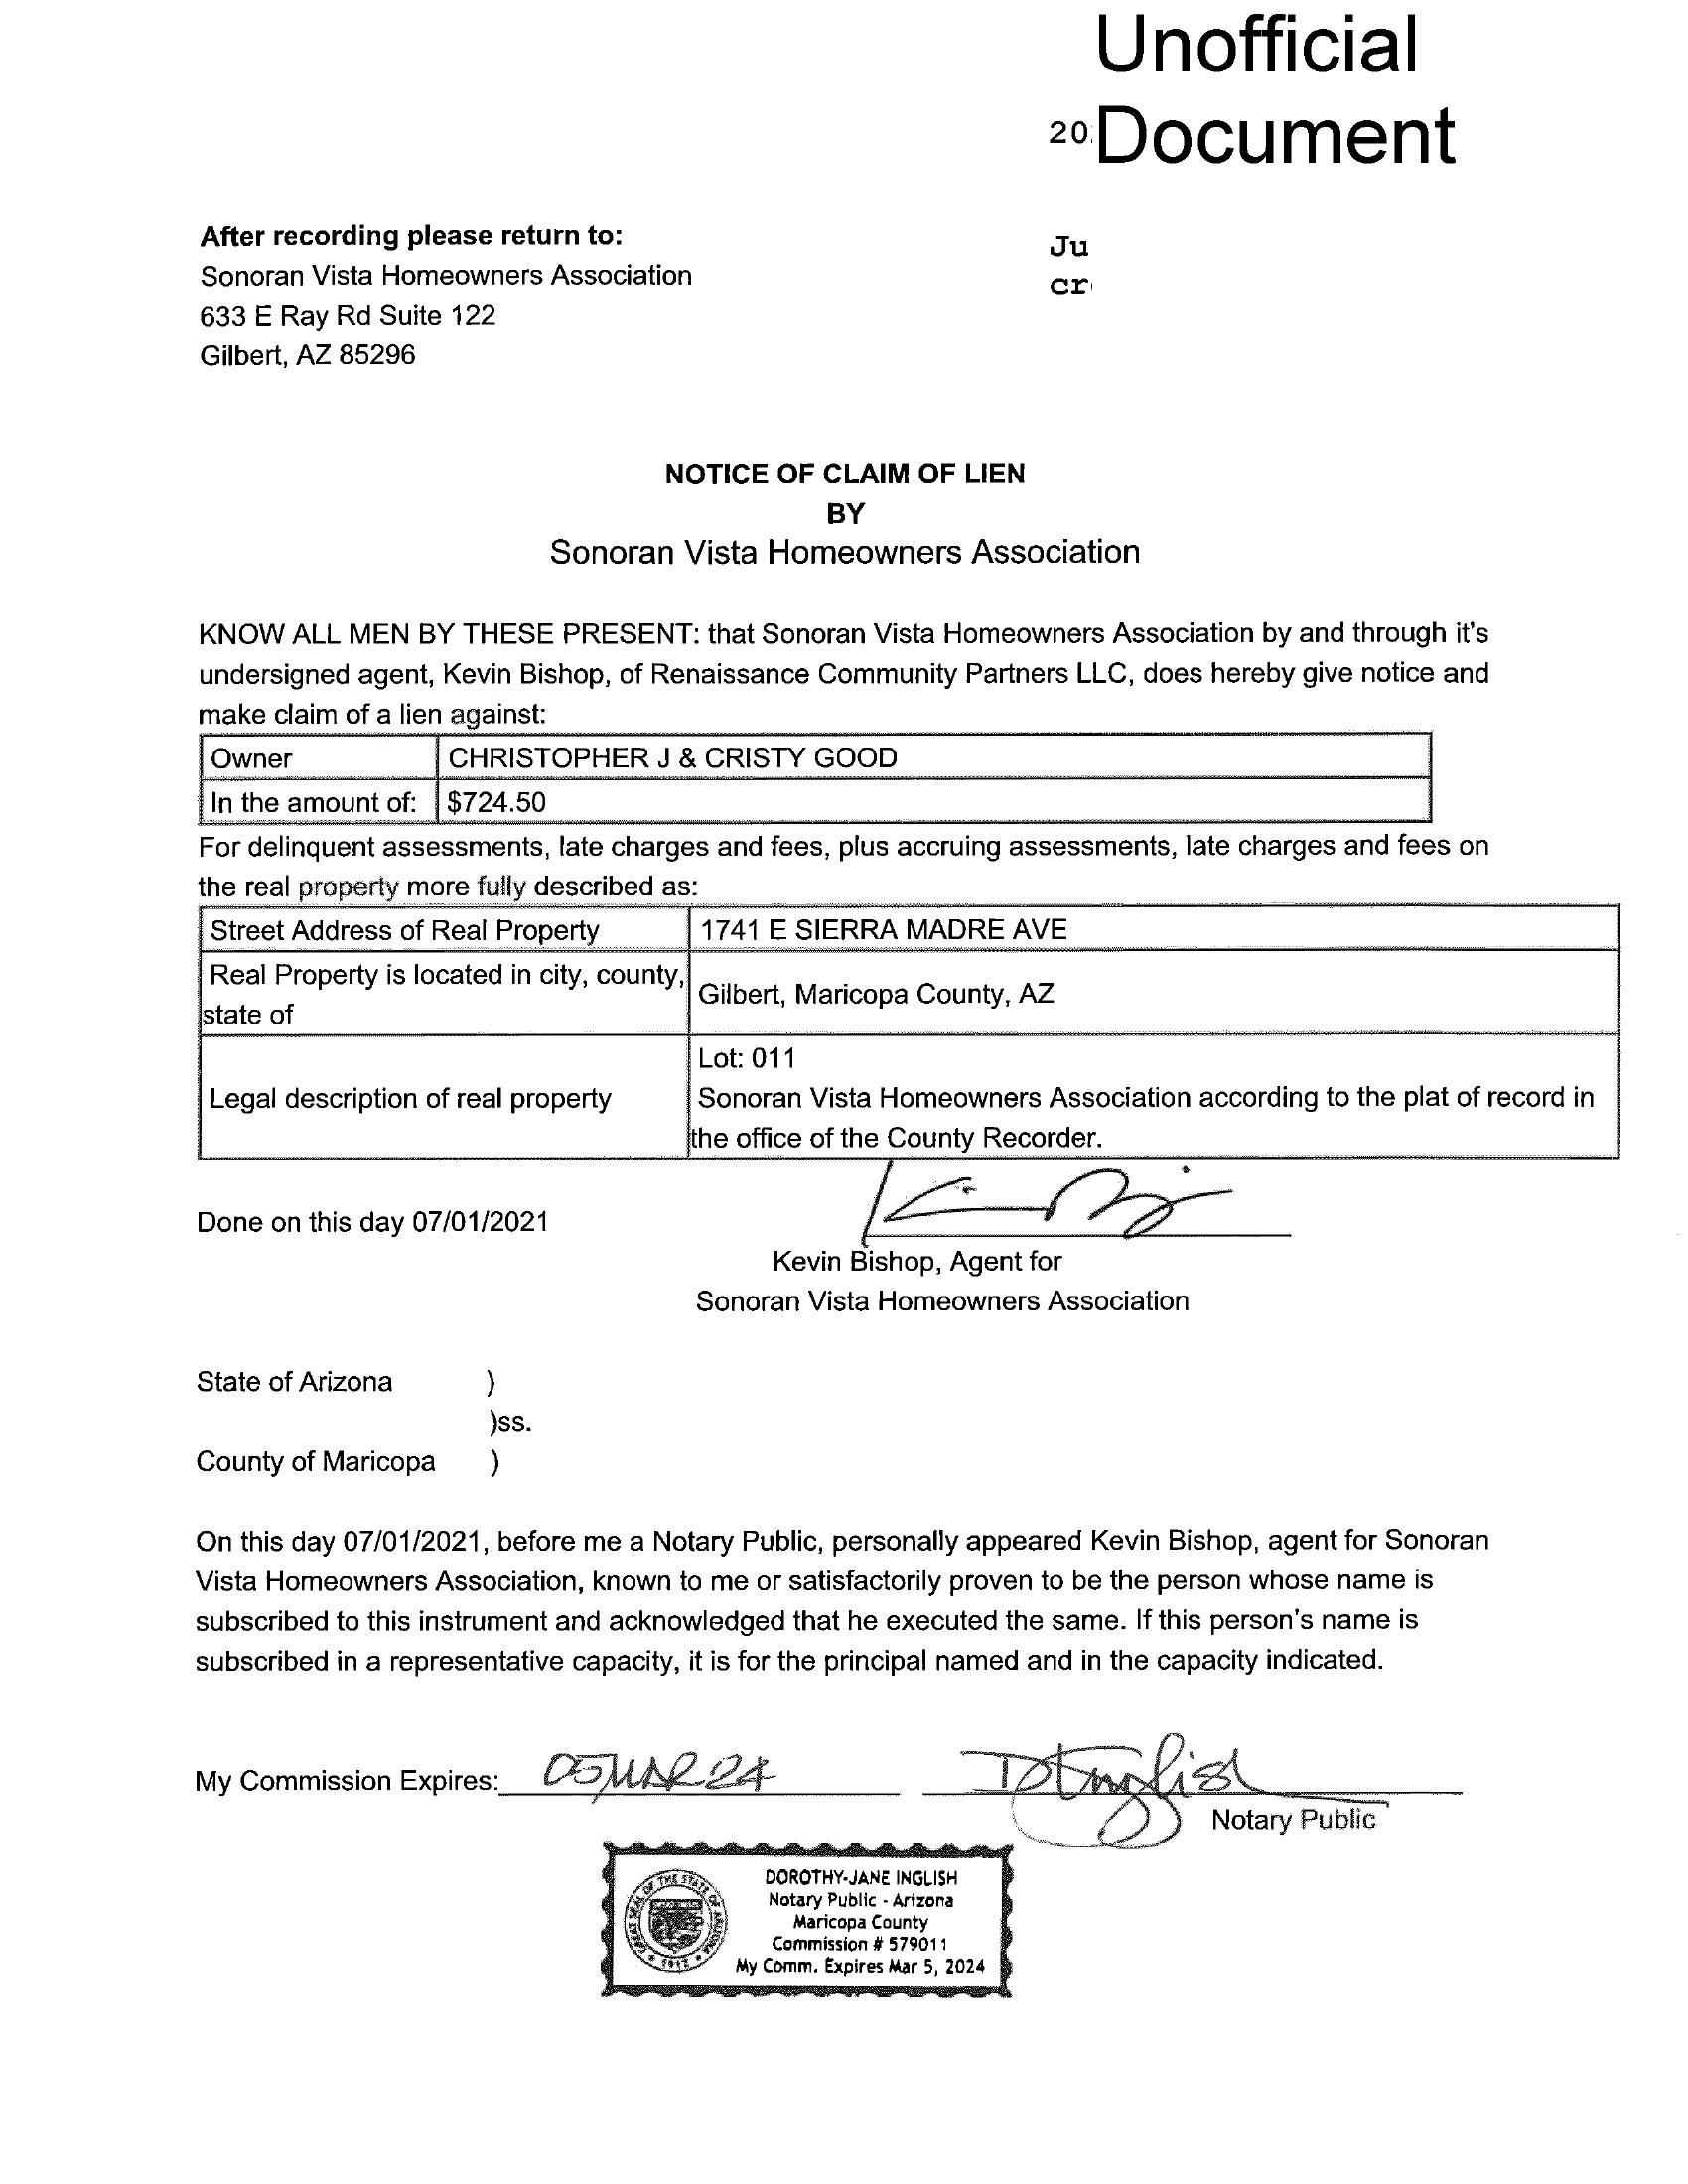 Unofficial
20 Document
After recording please return to:
Sonoran Vista Homeowners Association
633 E Ray Rd Suite 122
Gilbert, AZ 85296
Ju
cr
NOTICE OF CLAIM OF LIEN
BY
Sonoran Vista Homeowners Association
KNOW ALL MEN BY THESE PRESENT: that Sonoran Vista Homeowners Association by and through it's
undersigned agent, Kevin Bishop, of Renaissance Community Partners LLC, does hereby give notice and
make claim of a lien against:
Owner CHRISTOPHER J & CRISTY GOOD
In the amount of: $724.50
For delinquent assessments, late charges and fees, plus accruing assessments, late charges and fees on
the real property more fully described as:
Street Address of Real Property 1741 E SIERRA MADRE AVE
Real Property is located in city, county,
state of
Gilbert, Maricopa County, AZ
Legal description of real property
Lot: 011
Sonoran Vista Homeowners Association according to the plat of record in
the office of the County Recorder.
Done on this day 07/01/2021
Kevin Bishop, Agent for
Sonoran Vista Homeowners Association
State of Arizona )
)ss.
County of Maricopa )
On this day 07/01/2021, before me a Notary Public, personally appeared Kevin Bishop, agent for Sonoran
Vista Homeowners Association, known to me or satisfactorily proven to be the person whose name is
subscribed to this instrument and acknowledged that he executed the same. If this person's name is
subscribed in a representative capacity, it is for the principal named and in the capacity indicated.
My Commission Expires: 05MAR24
Notary Public
DOROTHY-JANE INGLISH
Notary Public - Arizona
Maricopa County
Commission # 579011
My Comm. Expires Mar 5, 2024
GREAT SEAL OF THE STATE OF ARIZONA
1912